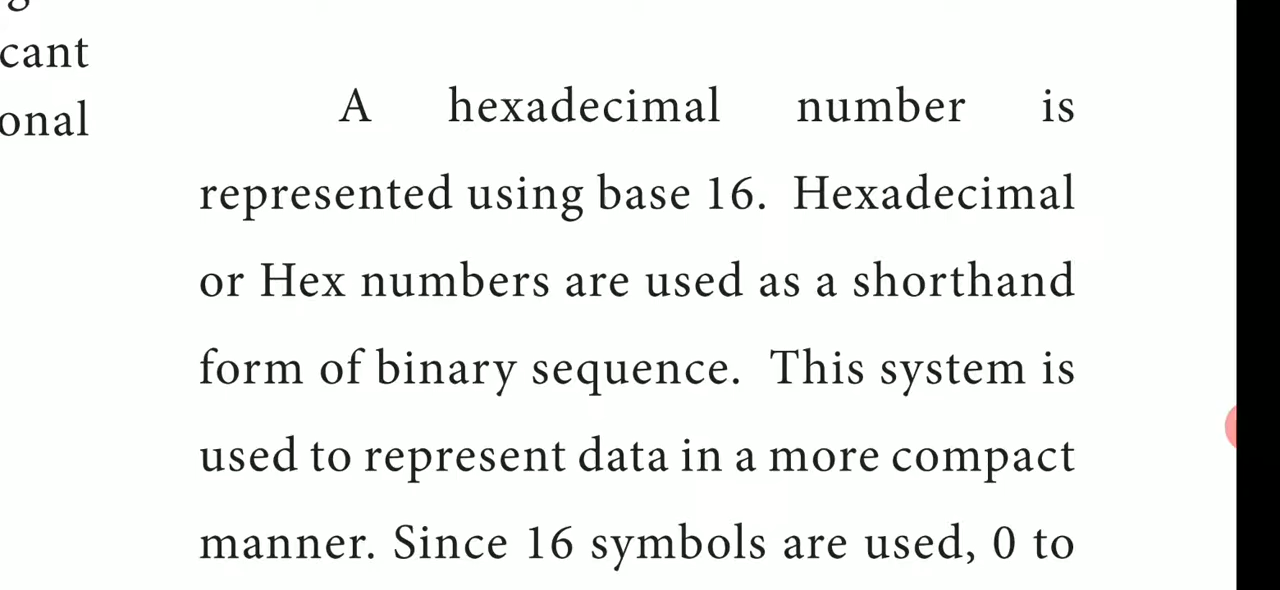 cant
onal
A hexadecimal number is
represented using base 16. Hexadecimal
or Hex numbers are used as a shorthand
form of binary sequence. This system is
used to represent data in a more compact
manner. Since 16 symbols are used, 0 to